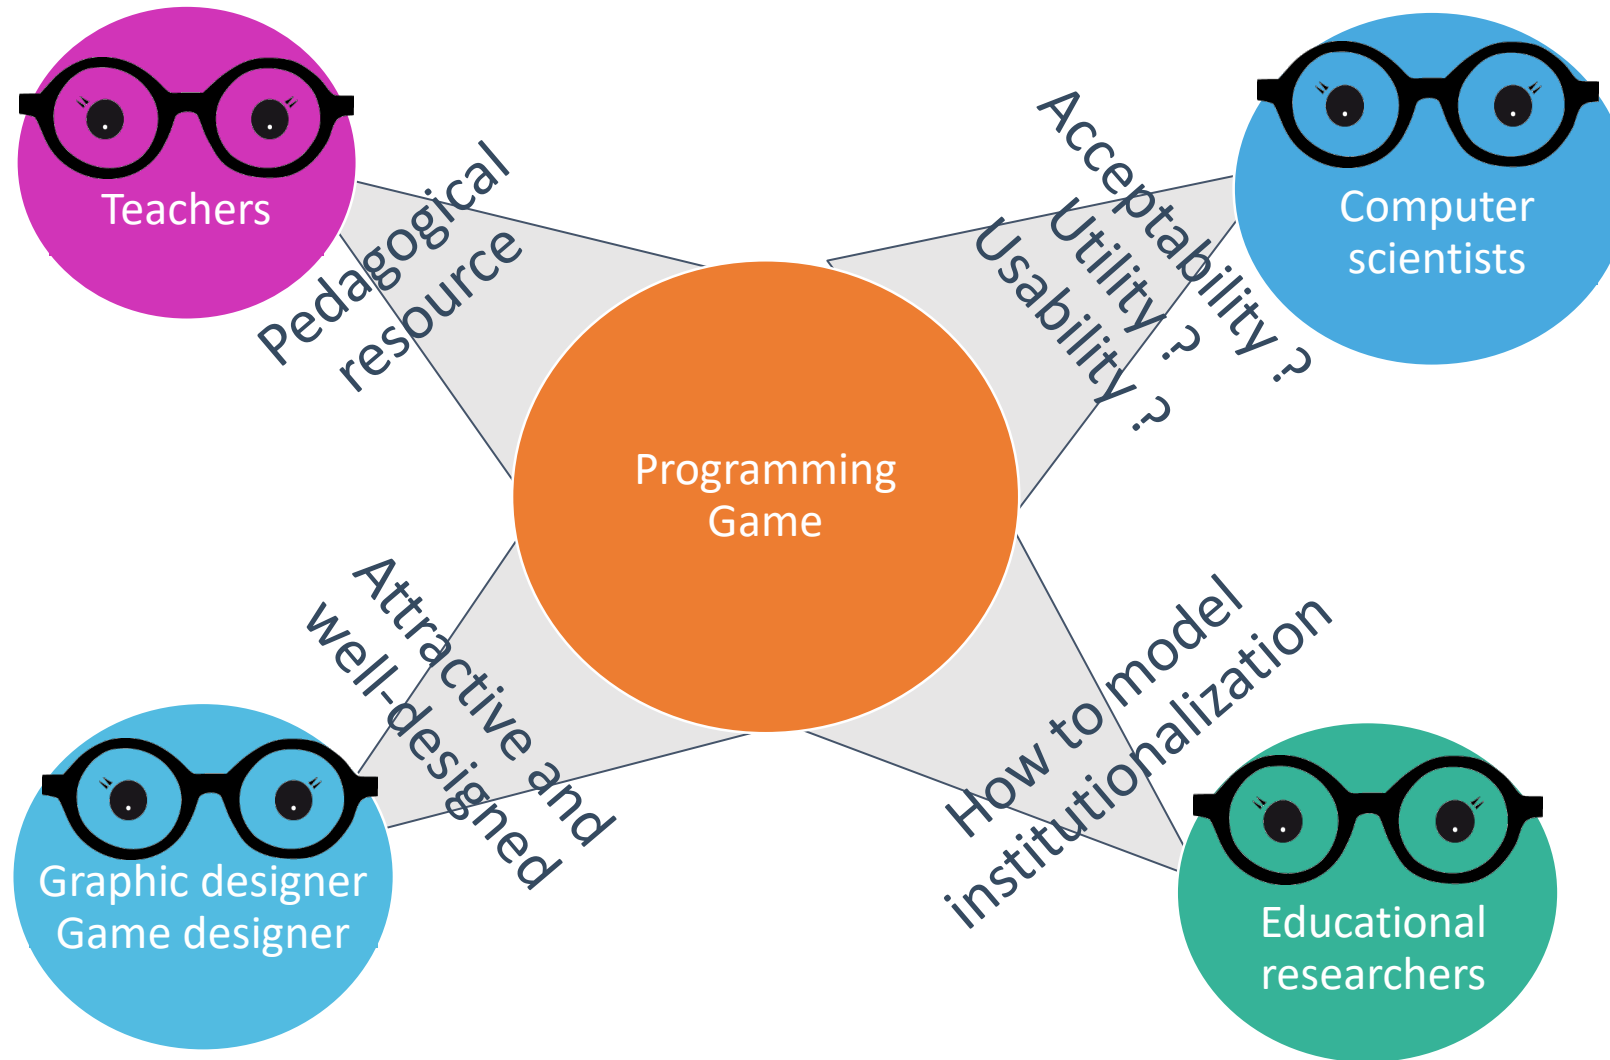 Teachers
Pedagogical
resource
Acceptability ?
Utility ?
Usability ?
Computer
scientists
Programming
Game
Attractive and
well-designed
Graphic designer
Game designer
How to model
institutionalization
Educational
researchers